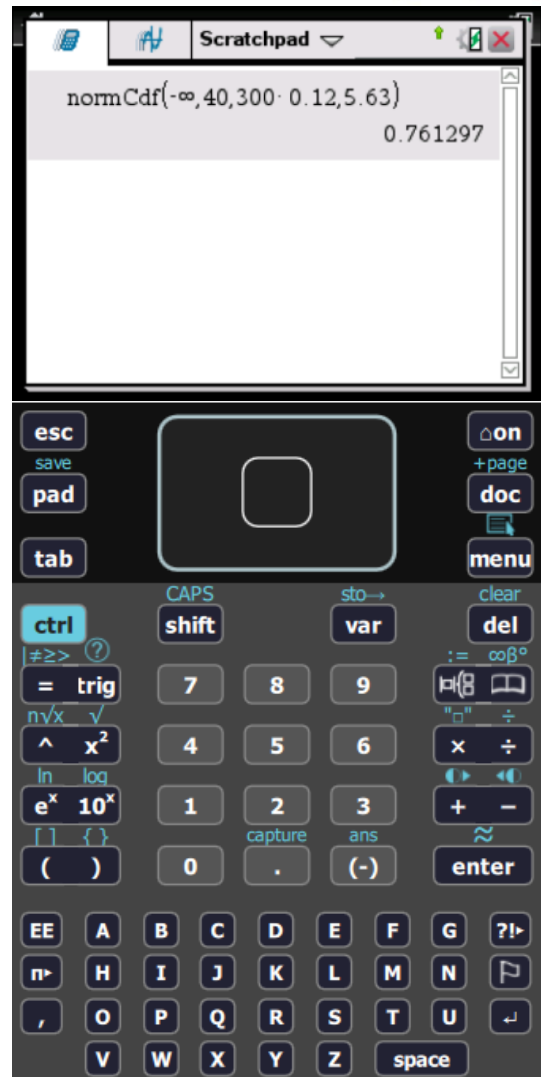 Scratchpad
normCdf(-∞,40,300· 0.12,5.63)
0.761297
esc
⌂on
save
+page
pad
doc
tab
menu
CAPS
sto→
clear
ctrl
shift
var
del
|≠≥>
?
:=
∞β°
=
trig
7
8
9
n√x
√
"□"
÷
^
x²
4
5
6
×
÷
ln
log
eˣ
10ˣ
1
2
3
+
−
[ ]
{ }
capture
ans
≈
(
)
0
.
(-)
enter
EE
A
B
C
D
E
F
G
?!▸
π▸
H
I
J
K
L
M
N
,
O
P
Q
R
S
T
U
↵
V
W
X
Y
Z
space